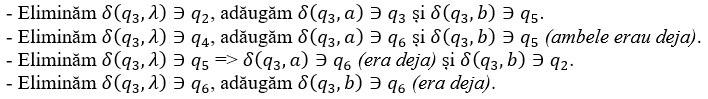 - Eliminăm 𝛿(𝑞₃, 𝜆) ∋ 𝑞₂, adăugăm 𝛿(𝑞₃, 𝑎) ∋ 𝑞₃ și 𝛿(𝑞₃, 𝑏) ∋ 𝑞₅.
- Eliminăm 𝛿(𝑞₃, 𝜆) ∋ 𝑞₄, adăugăm 𝛿(𝑞₃, 𝑎) ∋ 𝑞₆ și 𝛿(𝑞₃, 𝑏) ∋ 𝑞₅ (ambele erau deja).
- Eliminăm 𝛿(𝑞₃, 𝜆) ∋ 𝑞₅ => 𝛿(𝑞₃, 𝑎) ∋ 𝑞₆ (era deja) și 𝛿(𝑞₃, 𝑏) ∋ 𝑞₂.
- Eliminăm 𝛿(𝑞₃, 𝜆) ∋ 𝑞₆, adăugăm 𝛿(𝑞₃, 𝑏) ∋ 𝑞₆ (era deja).